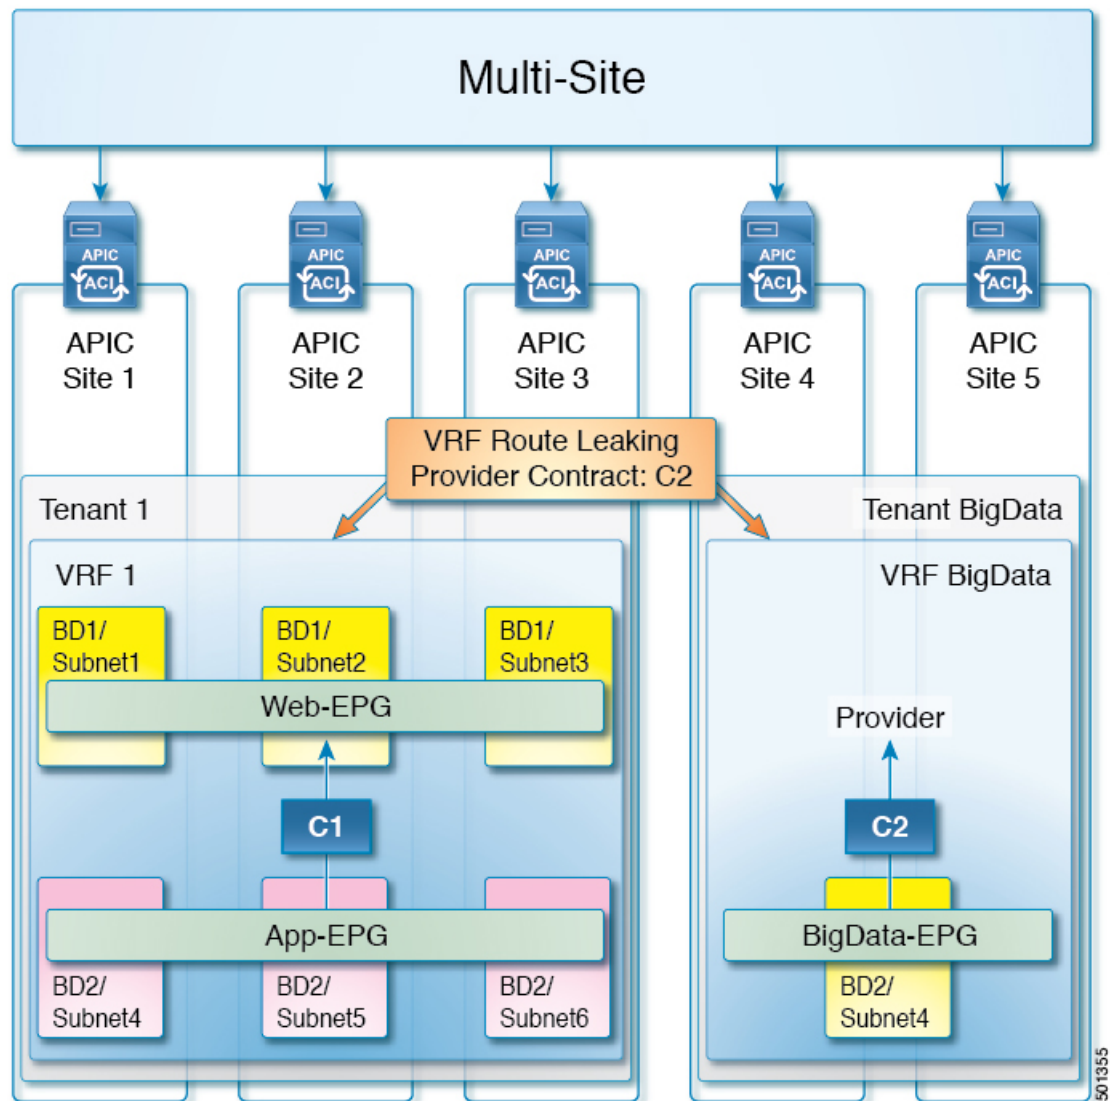 Multi-Site
APIC
ACI
APIC
ACI
APIC
ACI
APIC
ACI
APIC
ACI
APIC
Site 1
APIC
Site 2
APIC
Site 3
APIC
Site 4
APIC
Site 5
VRF Route Leaking
Provider Contract: C2
Tenant 1
Tenant BigData
VRF 1
VRF BigData
BD1/
Subnet1
BD1/
Subnet2
BD1/
Subnet3
Web-EPG
Provider
C1
C2
App-EPG
BigData-EPG
BD2/
Subnet4
BD2/
Subnet5
BD2/
Subnet6
BD2/
Subnet4
501355